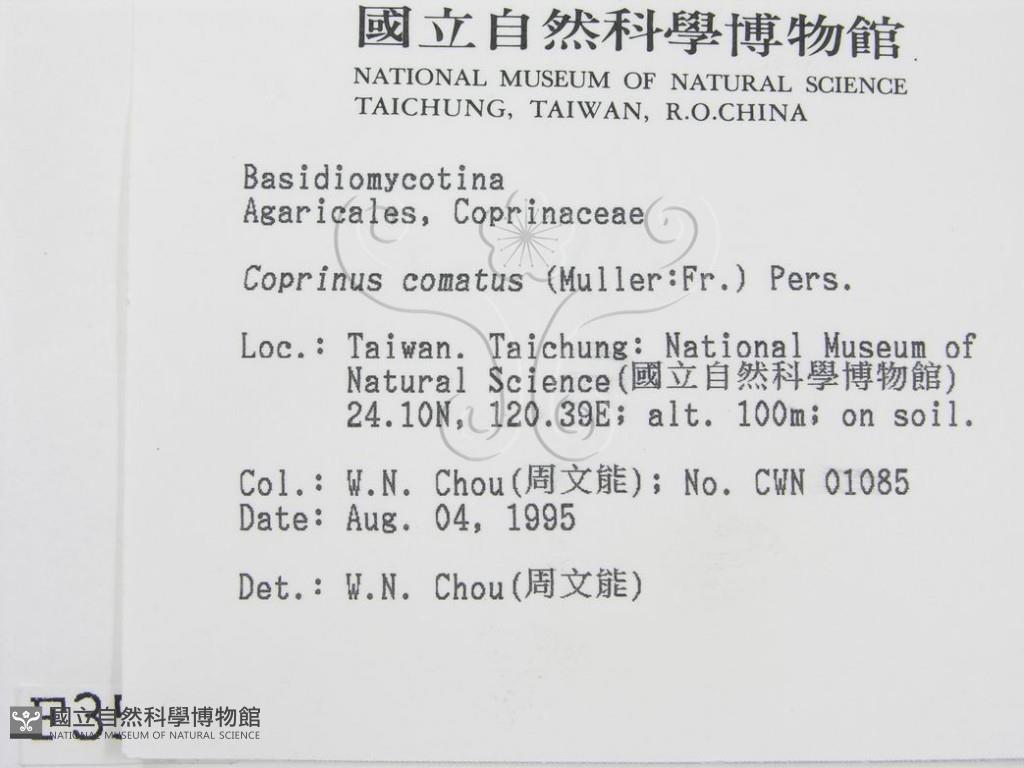 國立自然科學博物館
NATIONAL MUSEUM OF NATURAL SCIENCE
TAICHUNG, TAIWAN, R.O.CHINA
Basidiomycotina
Agaricales, Coprinaceae
Coprinus comatus (Muller:Fr.) Pers.
Loc.: Taiwan. Taichung: National Museum of
Natural Science(國立自然科學博物館)
24.10N, 120.39E; alt. 100m; on soil.
Col.: W.N. Chou(周文能); No. CWN 01085
Date: Aug. 04, 1995
Det.: W.N. Chou(周文能)
國立自然科學博物館
NATIONAL MUSEUM OF NATURAL SCIENCE